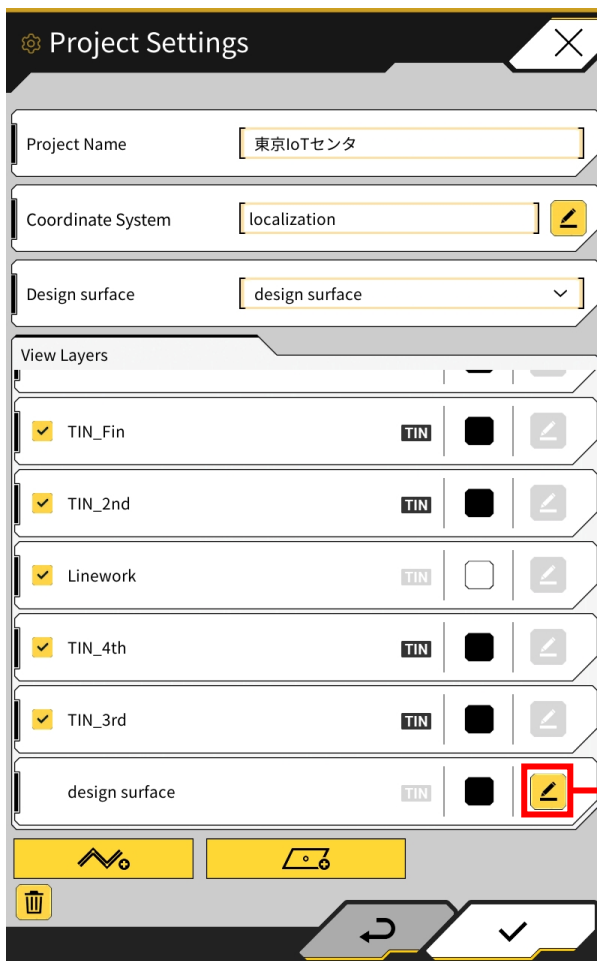 Project Settings
Project Name
東京IoTセンタ
Coordinate System
localization
Design surface
design surface
View Layers
TIN_Fin
TIN
TIN_2nd
TIN
Linework
TIN
TIN_4th
TIN
TIN_3rd
TIN
design surface
TIN